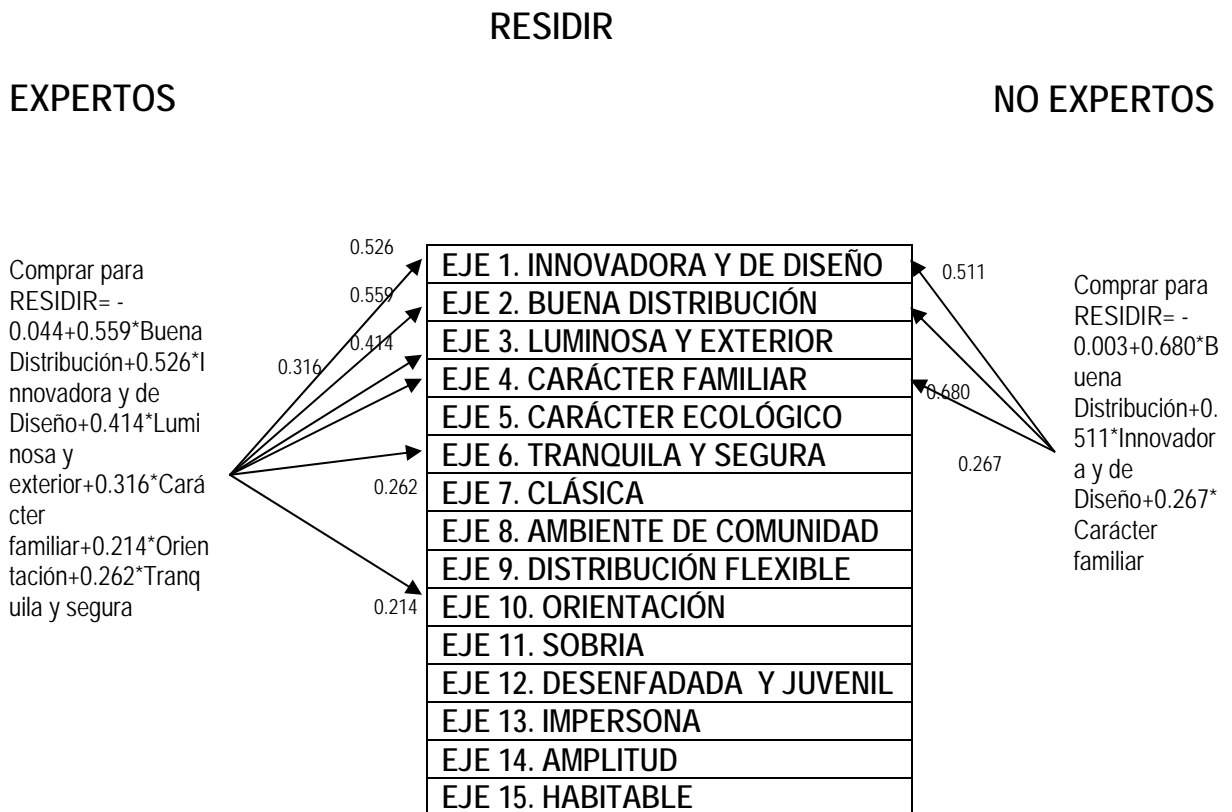 RESIDIR
EXPERTOS
NO EXPERTOS
Comprar para
RESIDIR= -
0.044+0.559*Buena
Distribución+0.526*I
nnovadora y de
Diseño+0.414*Lumi
nosa y
exterior+0.316*Cará
cter
familiar+0.214*Orien
tación+0.262*Tranq
uila y segura
0.526
0.559
0.414
0.316
0.262
0.214
EJE 1. INNOVADORA Y DE DISEÑO
EJE 2. BUENA DISTRIBUCIÓN
EJE 3. LUMINOSA Y EXTERIOR
EJE 4. CARÁCTER FAMILIAR
EJE 5. CARÁCTER ECOLÓGICO
EJE 6. TRANQUILA Y SEGURA
EJE 7. CLÁSICA
EJE 8. AMBIENTE DE COMUNIDAD
EJE 9. DISTRIBUCIÓN FLEXIBLE
EJE 10. ORIENTACIÓN
EJE 11. SOBRIA
EJE 12. DESENFADADA Y JUVENIL
EJE 13. IMPERSONA
EJE 14. AMPLITUD
EJE 15. HABITABLE
0.511
0.680
0.267
Comprar para
RESIDIR= -
0.003+0.680*B
uena
Distribución+0.
511*Innovador
a y de
Diseño+0.267*
Carácter
familiar